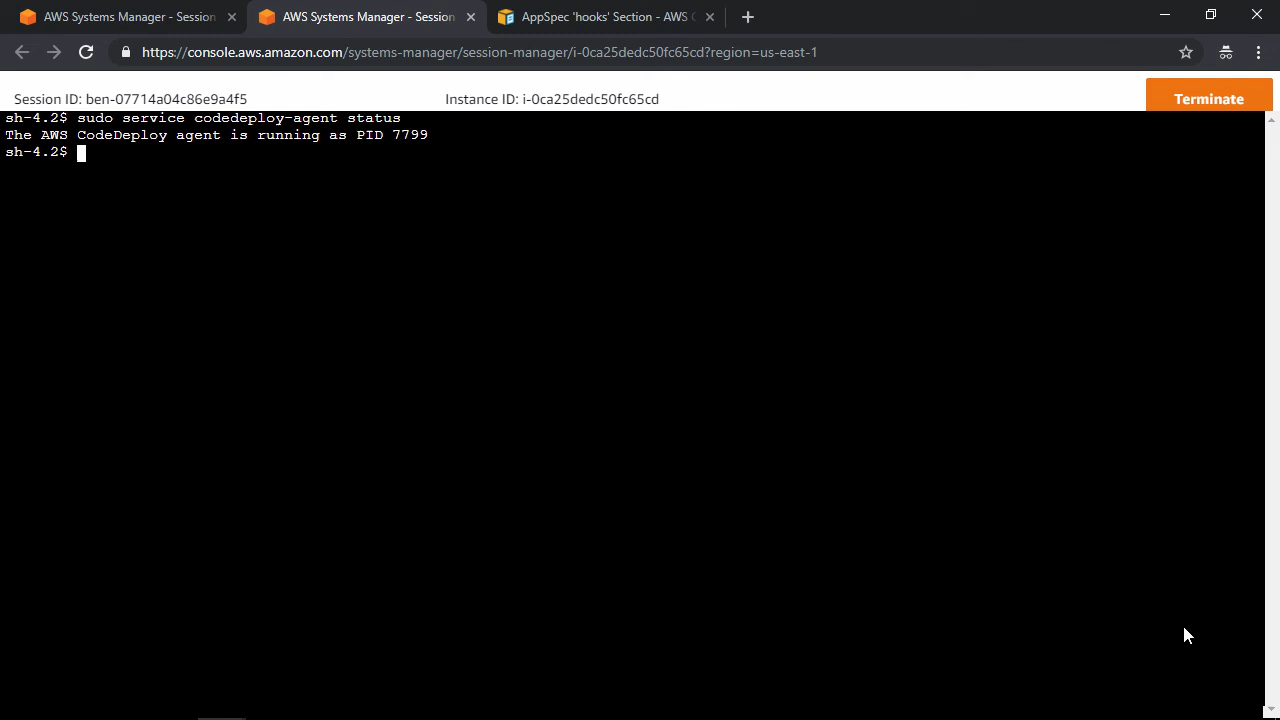 AWS Systems Manager - Session
AWS Systems Manager - Session
AppSpec 'hooks' Section - AWS
https://console.aws.amazon.com/systems-manager/session-manager/i-0ca25dedc50fc65cd?region=us-east-1
Session ID: ben-07714a04c86e9a4f5
Instance ID: i-0ca25dedc50fc65cd
Terminate
sh-4.2$ sudo service codedeploy-agent status
The AWS CodeDeploy agent is running as PID 7799
sh-4.2$